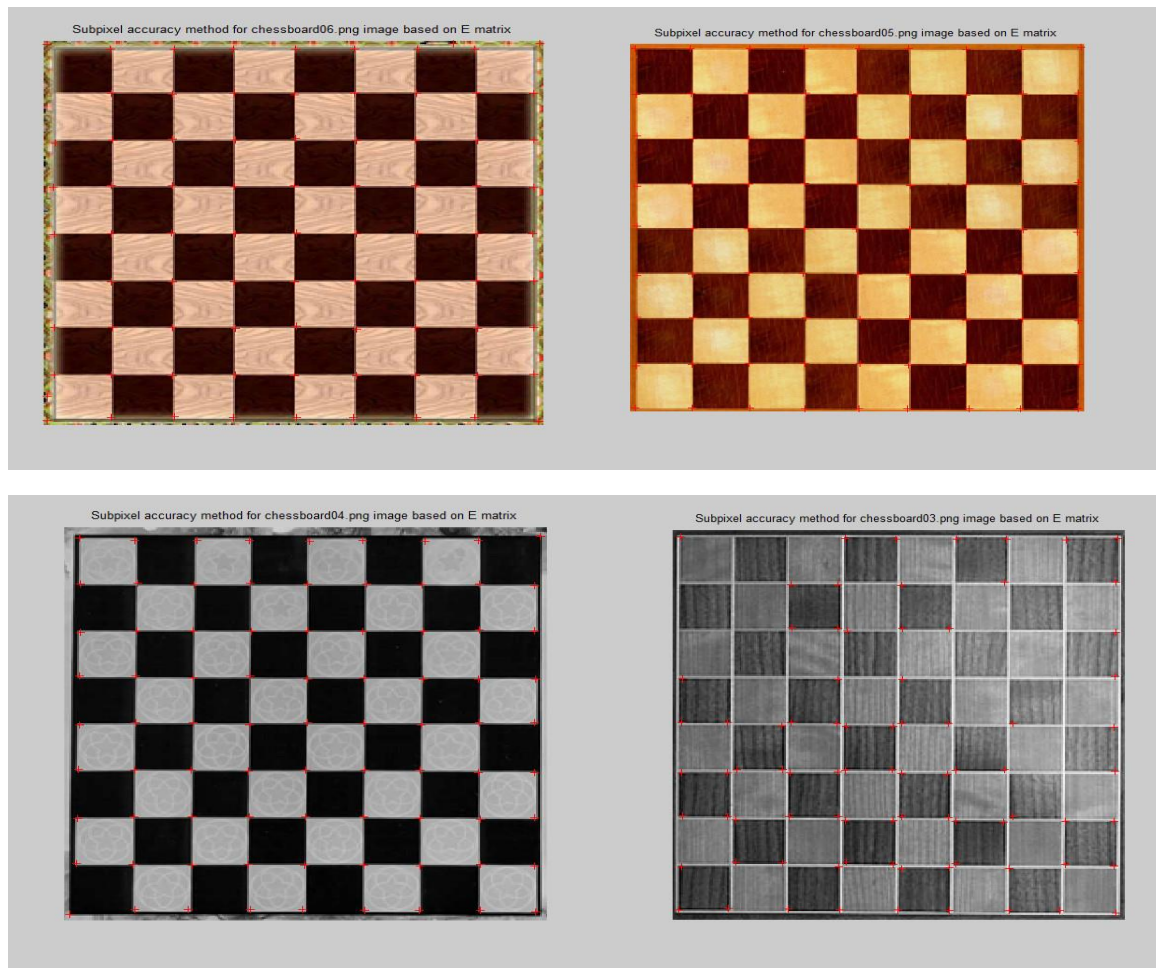 Subpixel accuracy method for chessboard06.png image based on E matrix
Subpixel accuracy method for chessboard05.png image based on E matrix
Subpixel accuracy method for chessboard04.png image based on E matrix
Subpixel accuracy method for chessboard03.png image based on E matrix